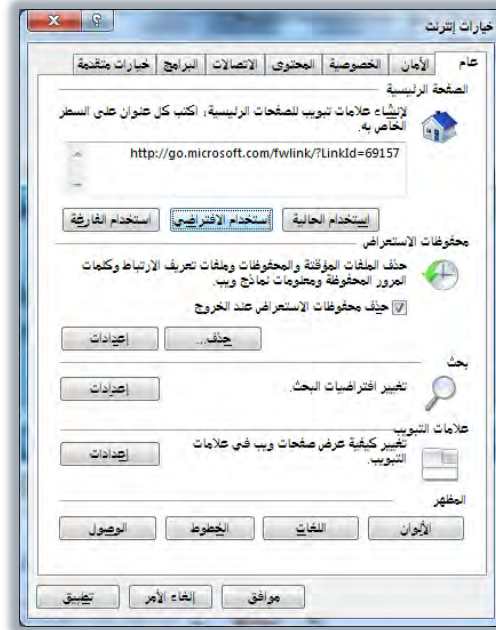 خيارات إنترنت
عام
الأمان
الخصوصية
المحتوى
الاتصالات
البرامج
خيارات متقدمة
الصفحة الرئيسية
لإنشاء علامات تبويب للصفحات الرئيسية، اكتب كل عنوان على السطر
الخاص به.
http://go.microsoft.com/fwlink/?LinkId=69157
إستخدام الحالية
إستخدام الافتراضي
استخدام الفارغة
محفوظات الاستعراض
حذف الملفات المؤقتة والمحفوظات وملفات تعريف الارتباط وكلمات
المرور المحفوظة ومعلومات نماذج ويب.
حذف محفوظات الاستعراض عند الخروج
حذف...
إعدادات
بحث
تغيير افتراضيات البحث.
إعدادات
علامات التبويب
تغيير كيفية عرض صفحات ويب في علامات
التبويب.
إعدادات
المظهر
الألوان
اللغات
الخطوط
الوصول
موافق
إلغاء الأمر
تطبيق